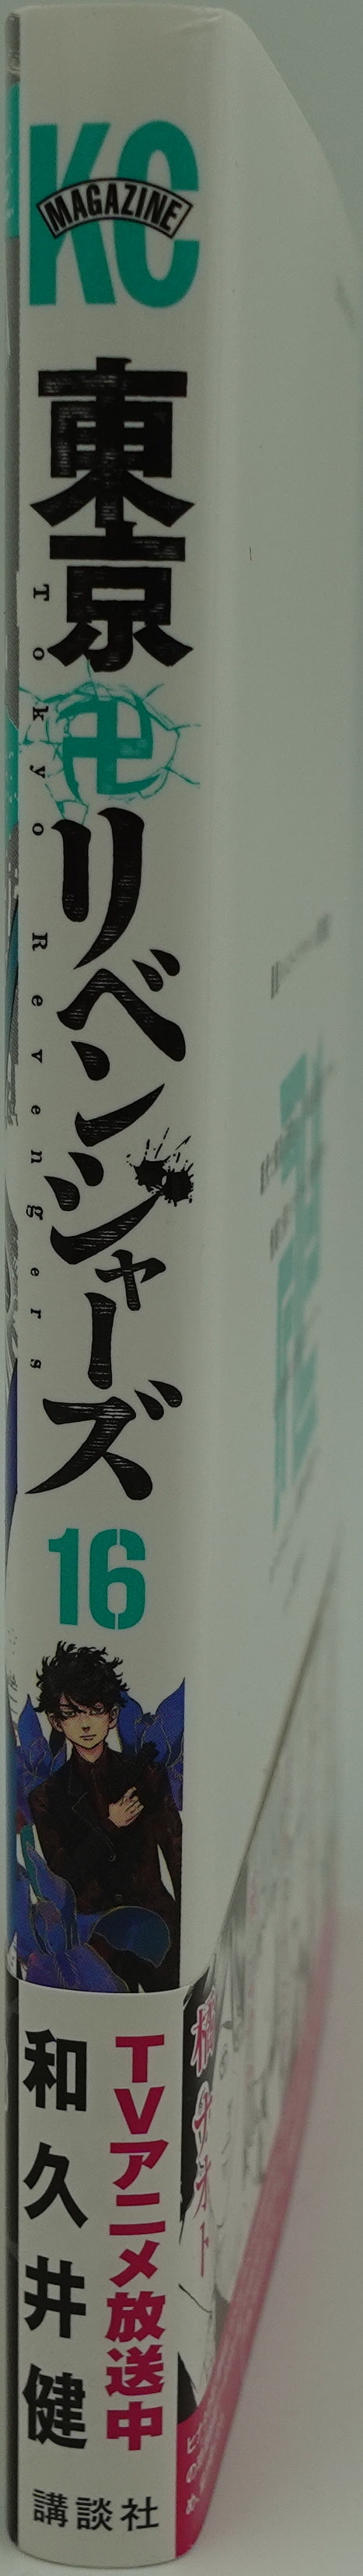 KC
MAGAZINE
東京卍リベンジャーズ
Tokyo Revengers
16
TVアニメ放送中
和久井健
講談社